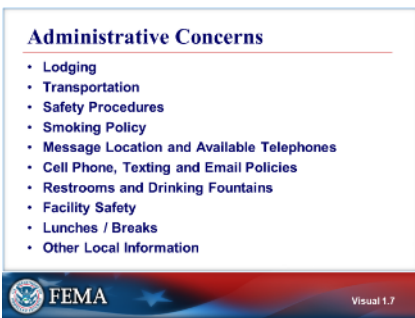 Administrative Concerns
• Lodging
• Transportation
• Safety Procedures
• Smoking Policy
• Message Location and Available Telephones
• Cell Phone, Texting and Email Policies
• Restrooms and Drinking Fountains
• Facility Safety
• Lunches / Breaks
• Other Local Information
FEMA
Visual 1.7